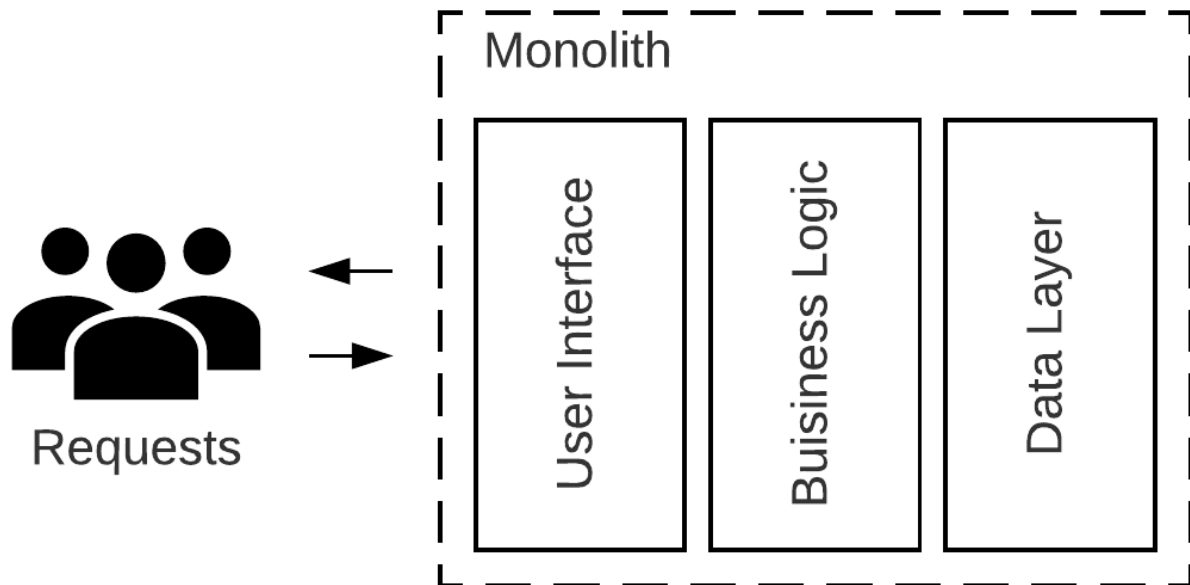 Monolith
Requests
User Interface
Buisiness Logic
Data Layer